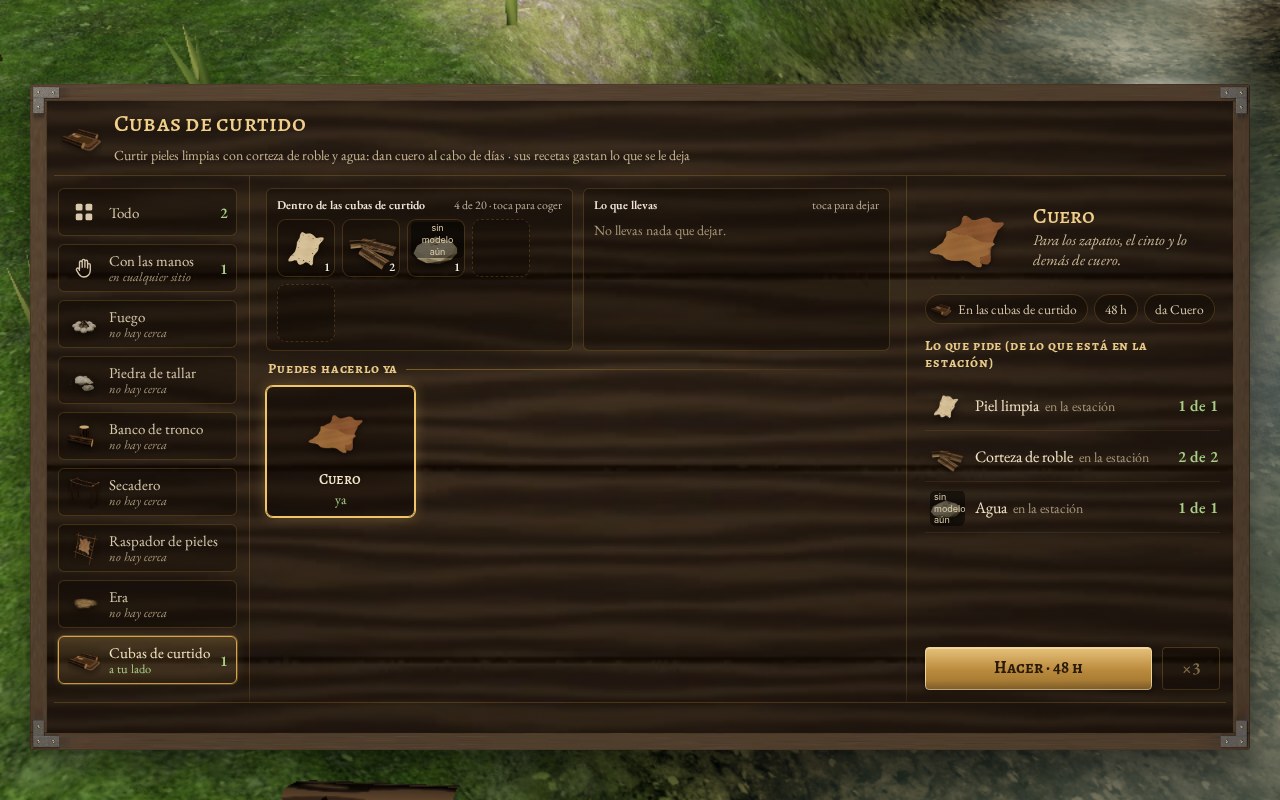 Cubas de curtido
Curtir pieles limpias con corteza de roble y agua: dan cuero al cabo de días · sus recetas gastan lo que se le deja
Todo 2
Con las manos 1
en cualquier sitio
Fuego
no hay cerca
Piedra de tallar
no hay cerca
Banco de tronco
no hay cerca
Secadero
no hay cerca
Raspador de pieles
no hay cerca
Era
no hay cerca
Cubas de curtido 1
a tu lado
Dentro de las cubas de curtido 4 de 20 · toca para coger
1
2
sin
modelo
aún
1
Lo que llevas toca para dejar
No llevas nada que dejar.
Puedes hacerlo ya
Cuero
ya
Cuero
Para los zapatos, el cinto y lo
demás de cuero.
En las cubas de curtido 48 h da Cuero
Lo que pide (de lo que está en la
estación)
Piel limpia en la estación 1 de 1
Corteza de roble en la estación 2 de 2
sin
modelo
aún
Agua en la estación 1 de 1
Hacer · 48 h ×3